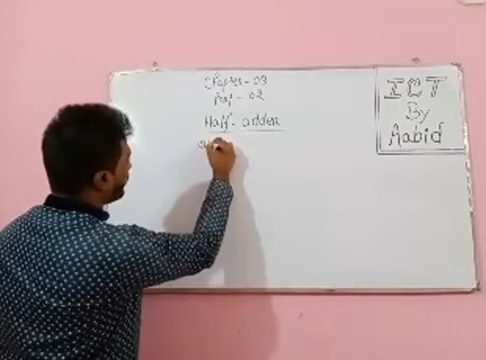 Chapter - 03
Part - 02
Half - adder
ICT
By
Aabid